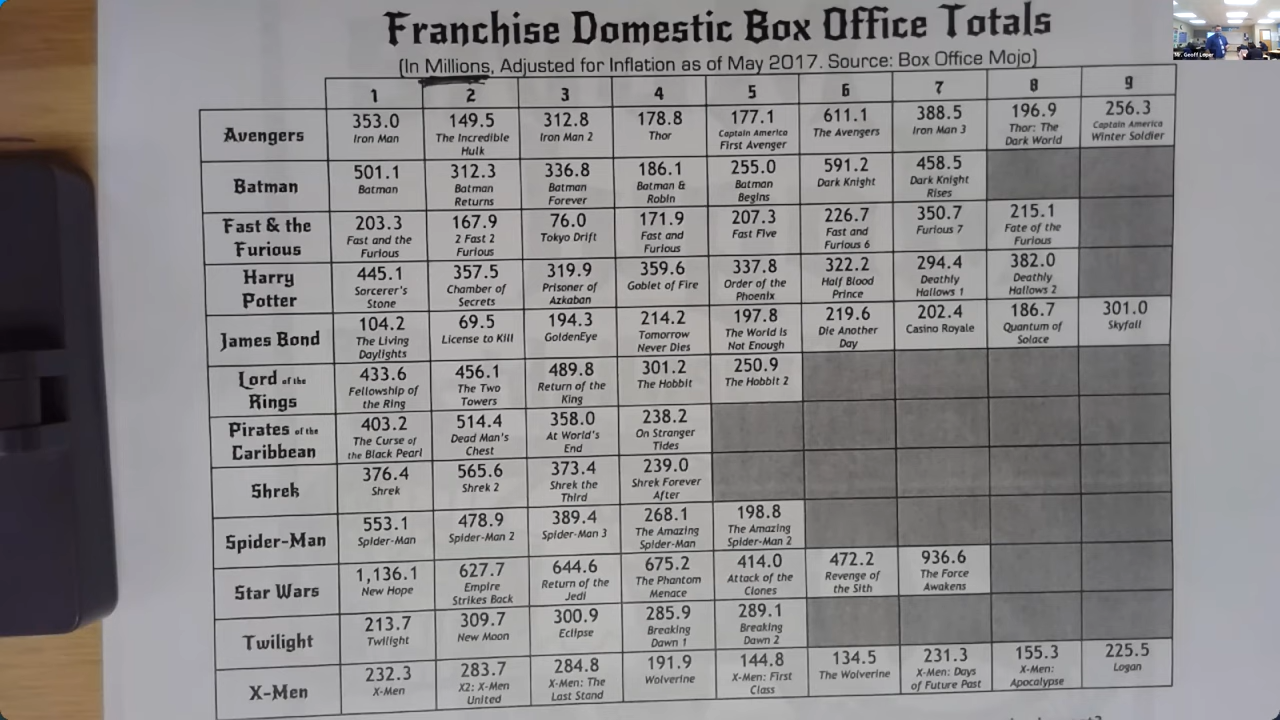 Franchise Domestic Box Office Totals
(In Millions, Adjusted for Inflation as of May 2017. Source: Box Office Mojo)
1 2 3 4 5 6 7 8 9
Avengers
353.0 Iron Man
149.5 The Incredible Hulk
312.8 Iron Man 2
178.8 Thor
177.1 Captain America First Avenger
611.1 The Avengers
388.5 Iron Man 3
196.9 Thor: The Dark World
256.3 Captain America Winter Soldier
Batman
501.1 Batman
312.3 Batman Returns
336.8 Batman Forever
186.1 Batman & Robin
255.0 Batman Begins
591.2 Dark Knight
458.5 Dark Knight Rises
Fast & the Furious
203.3 Fast and the Furious
167.9 2 Fast 2 Furious
76.0 Tokyo Drift
171.9 Fast and Furious
207.3 Fast Five
226.7 Fast and Furious 6
350.7 Furious 7
215.1 Fate of the Furious
Harry Potter
445.1 Sorcerer's Stone
357.5 Chamber of Secrets
319.9 Prisoner of Azkaban
359.6 Goblet of Fire
337.8 Order of the Phoenix
322.2 Half Blood Prince
294.4 Deathly Hallows 1
382.0 Deathly Hallows 2
James Bond
104.2 The Living Daylights
69.5 License to Kill
194.3 GoldenEye
214.2 Tomorrow Never Dies
197.8 The World Is Not Enough
219.6 Die Another Day
202.4 Casino Royale
186.7 Quantum of Solace
301.0 Skyfall
Lord of the Rings
433.6 Fellowship of the Ring
456.1 The Two Towers
489.8 Return of the King
301.2 The Hobbit
250.9 The Hobbit 2
Pirates of the Caribbean
403.2 The Curse of the Black Pearl
514.4 Dead Man's Chest
358.0 At World's End
238.2 On Stranger Tides
Shrek
376.4 Shrek
565.6 Shrek 2
373.4 Shrek the Third
239.0 Shrek Forever After
Spider-Man
553.1 Spider-Man
478.9 Spider-Man 2
389.4 Spider-Man 3
268.1 The Amazing Spider-Man
198.8 The Amazing Spider-Man 2
Star Wars
1,136.1 New Hope
627.7 Empire Strikes Back
644.6 Return of the Jedi
675.2 The Phantom Menace
414.0 Attack of the Clones
472.2 Revenge of the Sith
936.6 The Force Awakens
Twilight
213.7 Twilight
309.7 New Moon
300.9 Eclipse
285.9 Breaking Dawn 1
289.1 Breaking Dawn 2
X-Men
232.3 X-Men
283.7 X2: X-Men United
284.8 X-Men: The Last Stand
191.9 Wolverine
144.8 X-Men: First Class
134.5 The Wolverine
231.3 X-Men: Days of Future Past
155.3 X-Men: Apocalypse
225.5 Logan